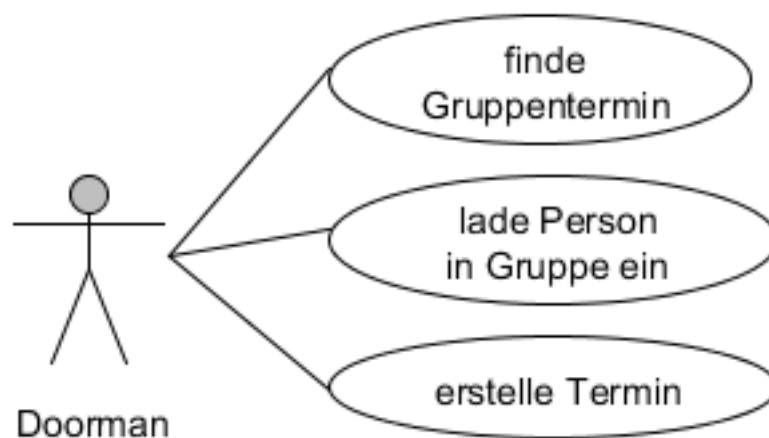 finde
Gruppentermin
lade Person
in Gruppe ein
erstelle Termin
Doorman